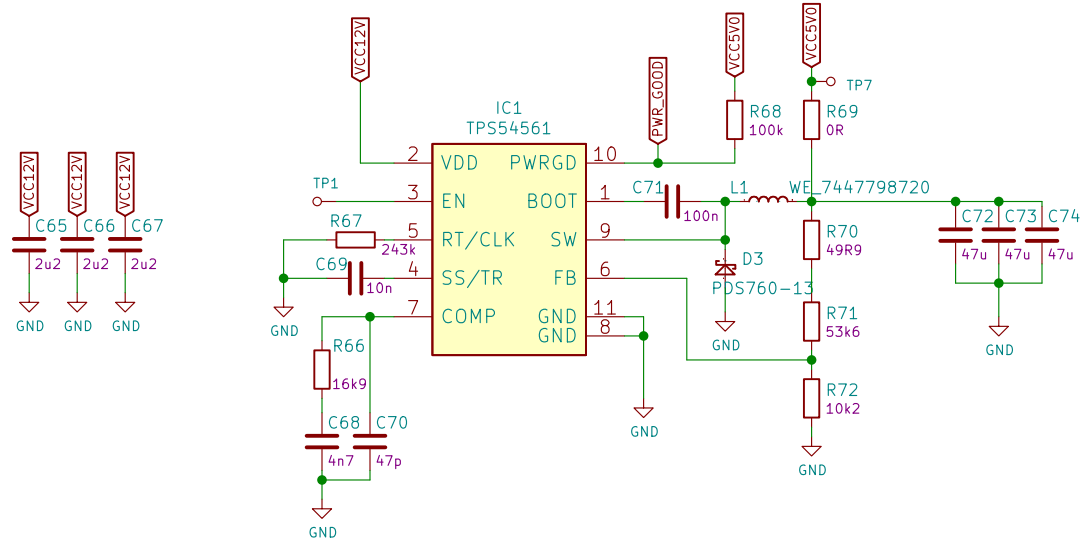 VCC12V
VCC12V
VCC12V
C65
C66
C67
2u2
2u2
2u2
GND
GND
GND
VCC12V
IC1
TPS54561
2
VDD
PWRGD
10
3
EN
BOOT
1
5
RT/CLK
SW
9
4
SS/TR
FB
6
7
COMP
GND
11
GND
8
TP1
R67
243k
C69
10n
GND
R66
16k9
C68
4n7
C70
47p
GND
PWR_GOOD
VCC5V0
VCC5V0
TP7
R68
100k
R69
0R
C71
100n
L1
WE_7447798720
D3
PDS760-13
GND
GND
R70
49R9
R71
53k6
R72
10k2
GND
C72
C73
C74
47u
47u
47u
GND